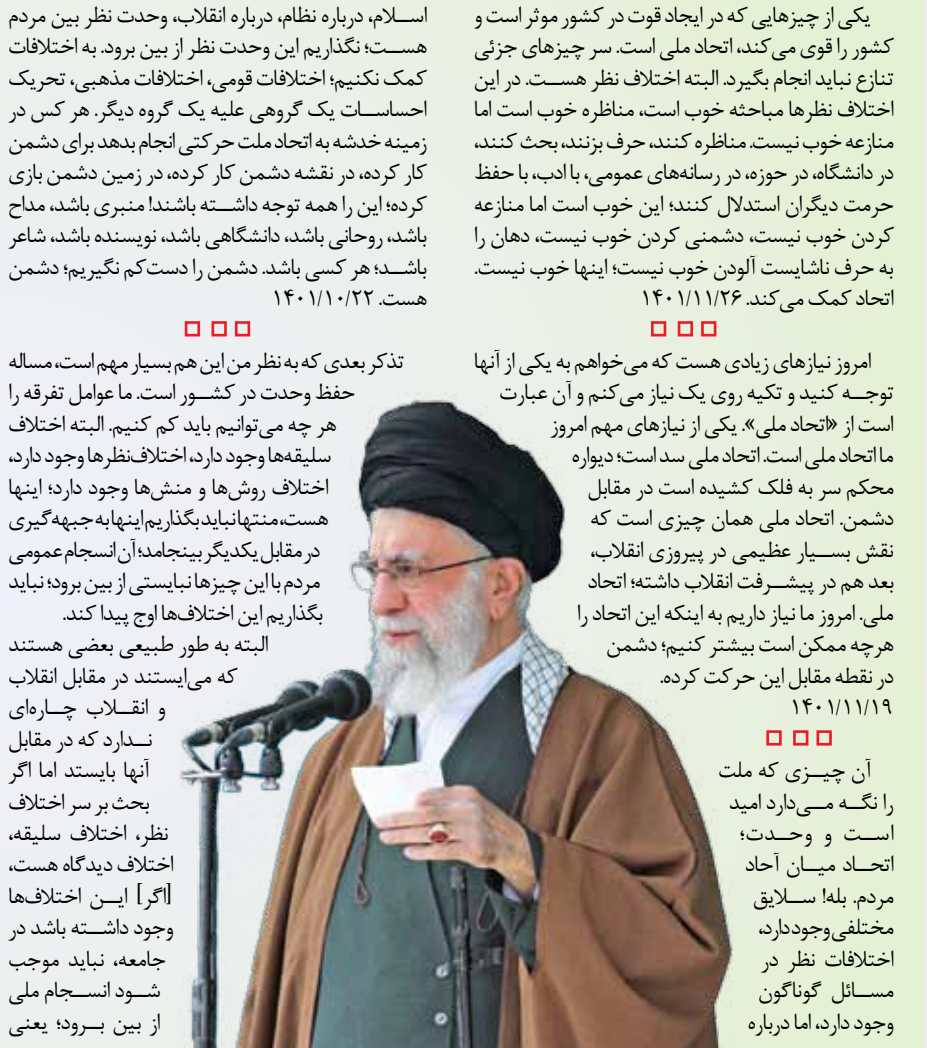 یکی از چیزهایی که در ایجاد قوت در کشور موثر است و
کشور را قوی می‌کند، اتحاد ملی است. سر چیزهای جزئی
تنازع نباید انجام بگیرد. البته اختلاف نظر هست. در این
اختلاف نظرها مباحثه خوب است، مناظره خوب است اما
منازعه خوب نیست. مناظره کنند، حرف بزنند، بحث کنند،
در دانشگاه، در حوزه، در رسانه‌های عمومی، با ادب، با حفظ
حرمت دیگران استدلال کنند؛ این خوب است اما منازعه
کردن خوب نیست، دشمنی کردن خوب نیست، دهان را
به حرف ناشایست آلودن خوب نیست؛ اینها خوب نیست.
اتحاد کمک می‌کند. ۱۴۰۱/۱۱/۲۶
امروز نیازهای زیادی هست که می‌خواهم به یکی از آنها
توجه کنید و تکیه روی یک نیاز می‌کنم و آن عبارت
است از «اتحاد ملی». یکی از نیازهای مهم امروز
ما اتحاد ملی است. اتحاد ملی سد است؛ دیواره
محکم سر به فلک کشیده است در مقابل
دشمن. اتحاد ملی همان چیزی است که
نقش بسیار عظیمی در پیروزی انقلاب،
بعد هم در پیشرفت انقلاب داشته؛ اتحاد
ملی. امروز ما نیاز داریم به اینکه این اتحاد را
هرچه ممکن است بیشتر کنیم؛ دشمن
در نقطه مقابل این حرکت کرده.
۱۴۰۱/۱۱/۱۹
آن چیزی که ملت
را نگه می‌دارد امید
است و وحدت؛
اتحاد میان آحاد
مردم. بله! سلایق
مختلفی وجود دارد،
اختلافات نظر در
مسائل گوناگون
وجود دارد، اما درباره
اسلام، درباره نظام، درباره انقلاب، وحدت نظر بین مردم
هست؛ نگذاریم این وحدت نظر از بین برود. به اختلافات
کمک نکنیم؛ اختلافات قومی، اختلافات مذهبی، تحریک
احساسات یک گروهی علیه یک گروه دیگر. هر کس در
زمینه خدشه به اتحاد ملت حرکتی انجام بدهد برای دشمن
کار کرده، در نقشه دشمن کار کرده، در زمین دشمن بازی
کرده؛ این را همه توجه داشته باشند! منبری باشد، مداح
باشد، روحانی باشد، دانشگاهی باشد، نویسنده باشد، شاعر
باشد؛ هر کسی باشد. دشمن را دست‌کم نگیریم؛ دشمن
هست. ۱۴۰۱/۱۰/۲۲
تذکر بعدی که به نظر من این هم بسیار مهم است، مساله
حفظ وحدت در کشور است. ما عوامل تفرقه را
هر چه می‌توانیم باید کم کنیم. البته اختلاف
سلیقه‌ها وجود دارد، اختلاف‌نظرها وجود دارد،
اختلاف روش‌ها و منش‌ها وجود دارد؛ اینها
هست، منتها نباید بگذاریم اینها به جبهه‌گیری
در مقابل یکدیگر بینجامد؛ آن انسجام عمومی
مردم با این چیزها نبایستی از بین برود؛ نباید
بگذاریم این اختلاف‌ها اوج پیدا کند.
البته به طور طبیعی بعضی هستند
که می‌ایستند در مقابل انقلاب
و انقلاب چاره‌ای
ندارد که در مقابل
آنها بایستد اما اگر
بحث بر سر اختلاف
نظر، اختلاف سلیقه،
اختلاف دیدگاه هست،
[اگر] این اختلاف‌ها
وجود داشته باشد در
جامعه، نباید موجب
شود انسجام ملی
از بین برود؛ یعنی